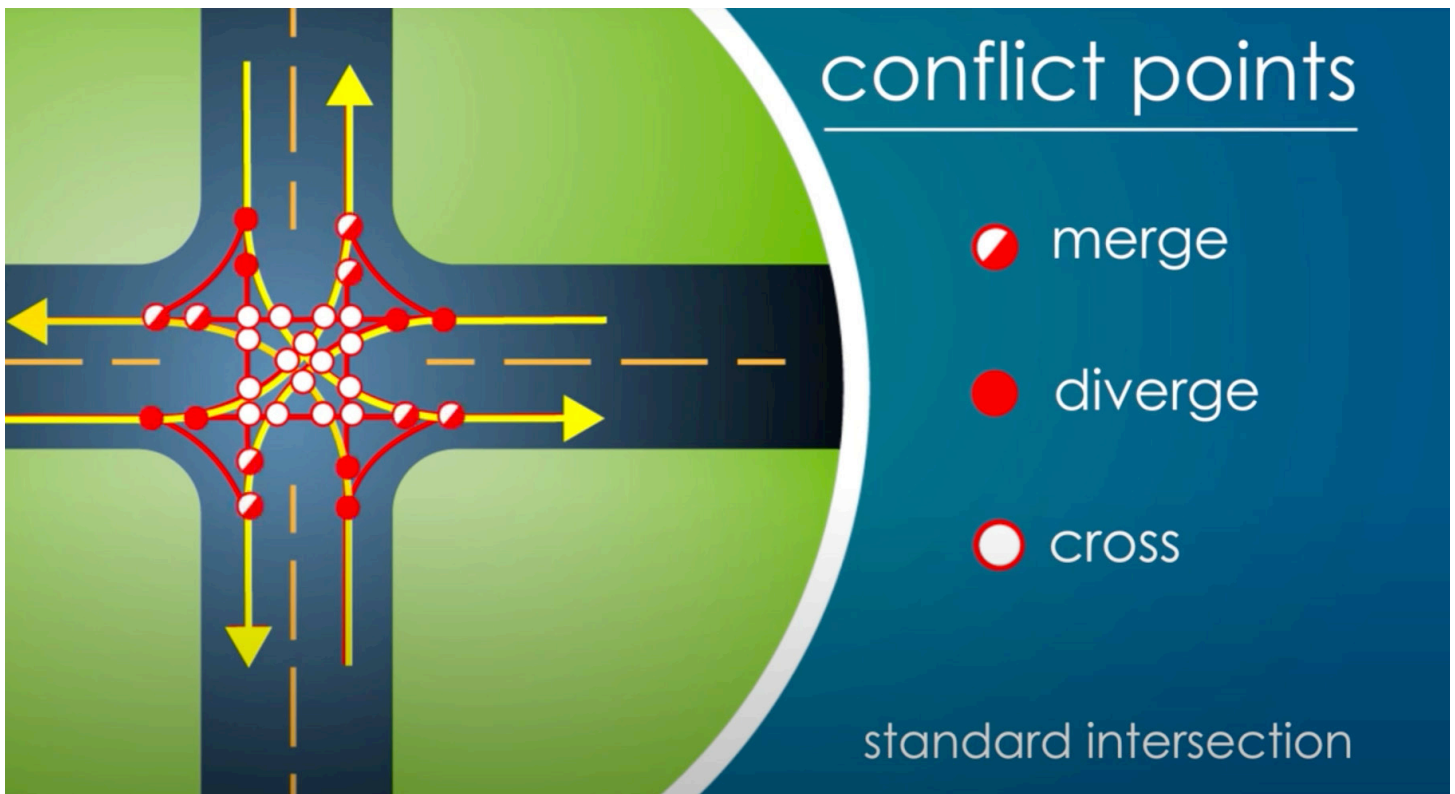 conflict points
merge
diverge
cross
standard intersection